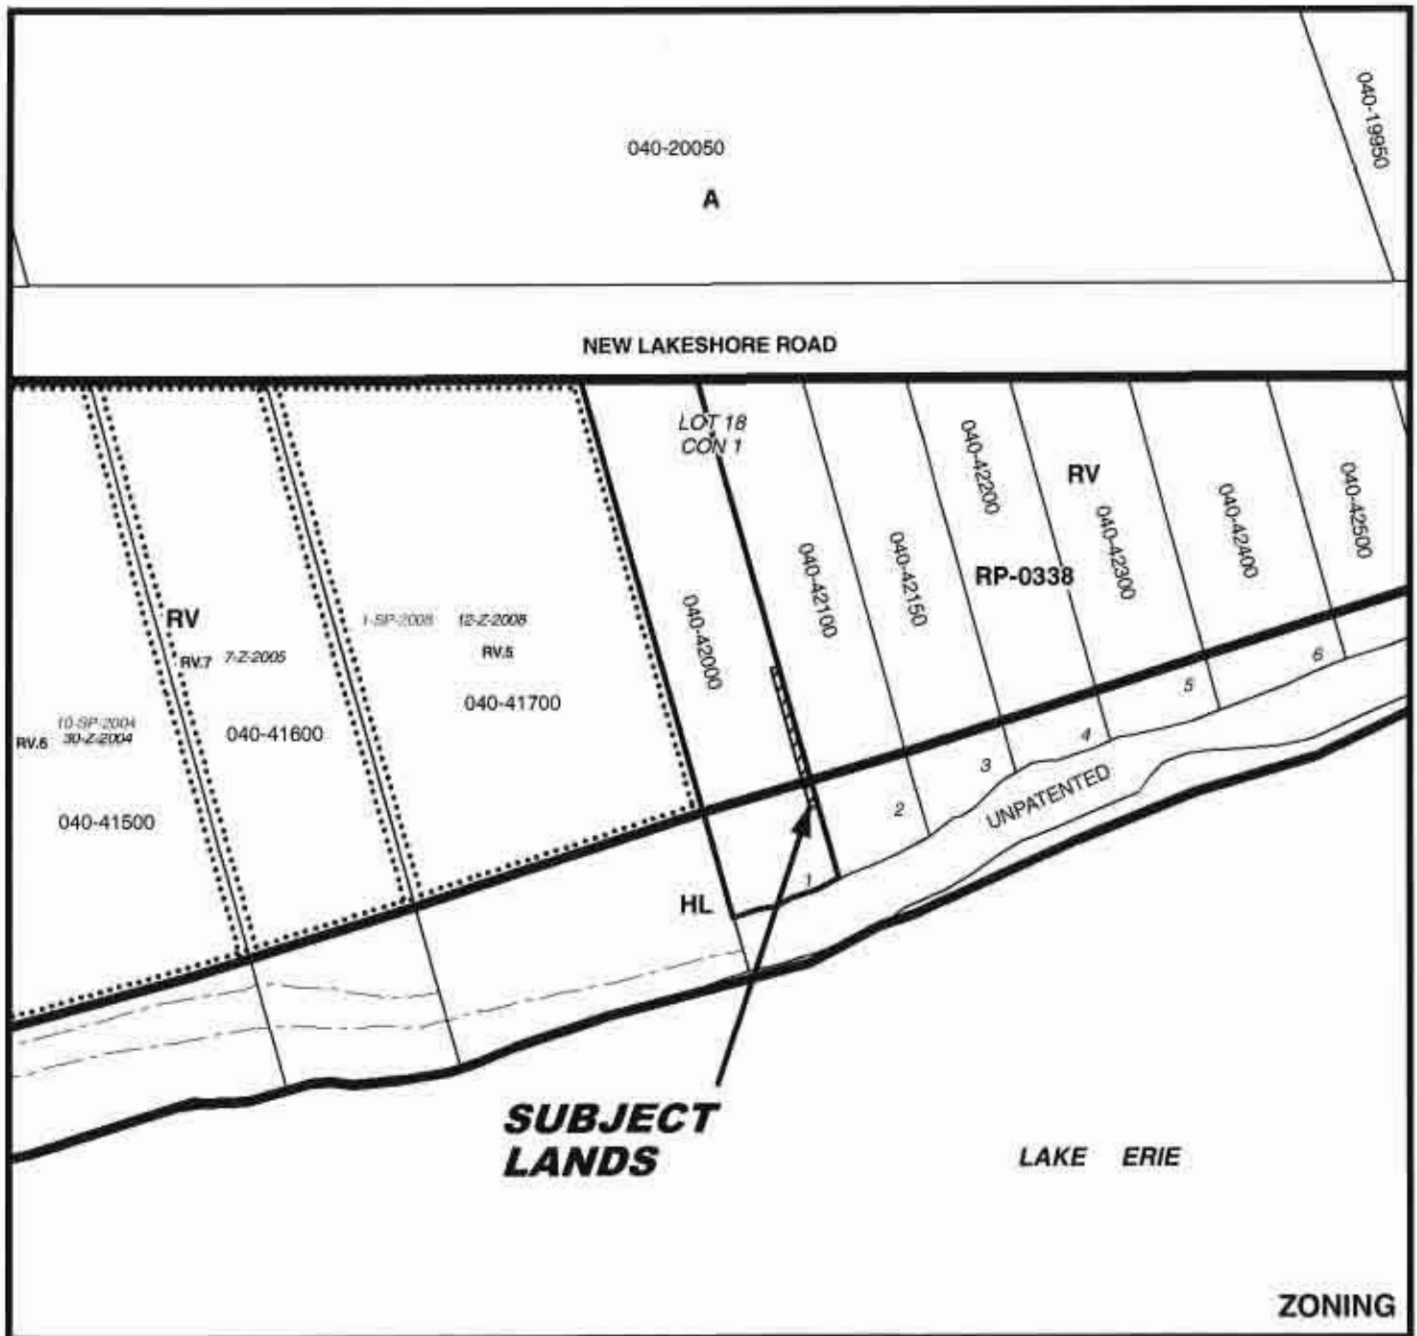 040-19950
040-20050
A
NEW LAKESHORE ROAD
LOT 18
CON 1
040-42000
040-42100
040-42150
040-42200
RV
040-42300
RP-0338
040-42400
040-42500
RV
RV.7 7-Z-2005
1-SP-2008 12-Z-2008
RV.5
040-41700
040-41600
10-SP-2004
RV.6 30-Z-2004
040-41500
1
2
3
4
5
6
UNPATENTED
HL
SUBJECT
LANDS
LAKE ERIE
ZONING